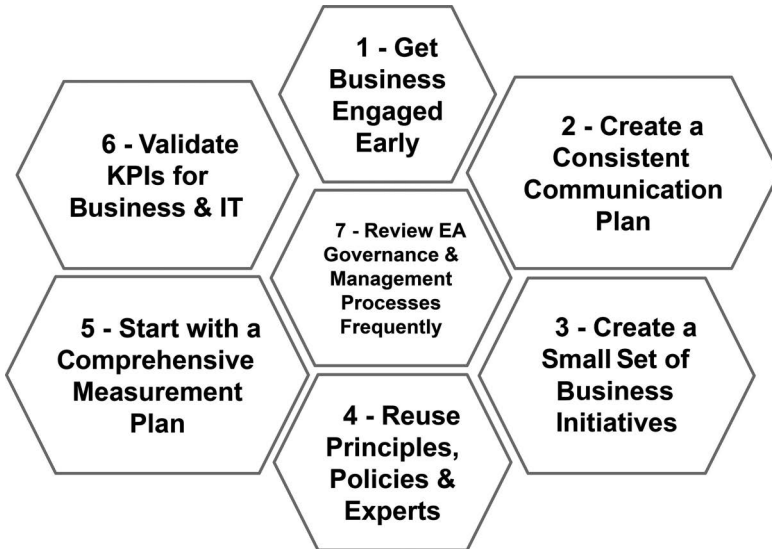 1 - Get
Business
Engaged
Early
2 - Create a
Consistent
Communication
Plan
3 - Create a
Small Set of
Business
Initiatives
4 - Reuse
Principles,
Policies &
Experts
5 - Start with a
Comprehensive
Measurement
Plan
6 - Validate
KPIs for
Business & IT
7 - Review EA
Governance &
Management
Processes
Frequently